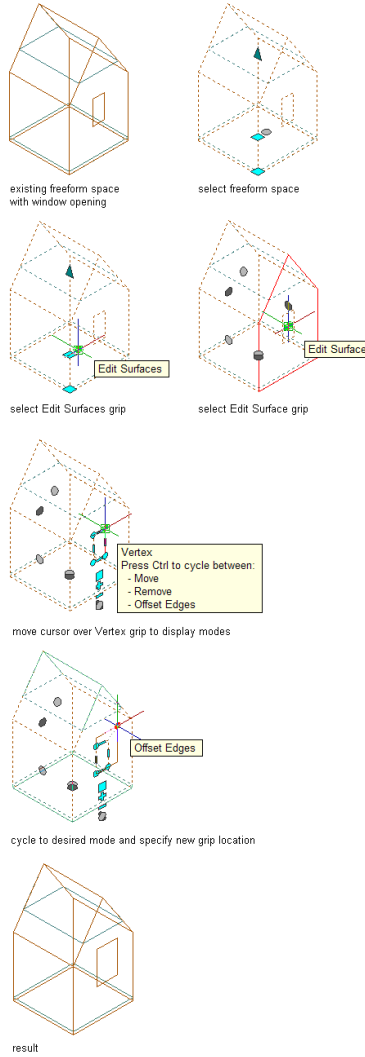 existing freeform space
with window opening
select freeform space
Edit Surfaces
select Edit Surfaces grip
Edit Surface
select Edit Surface grip
Vertex
Press Ctrl to cycle between:
- Move
- Remove
- Offset Edges
move cursor over Vertex grip to display modes
Offset Edges
cycle to desired mode and specify new grip location
result